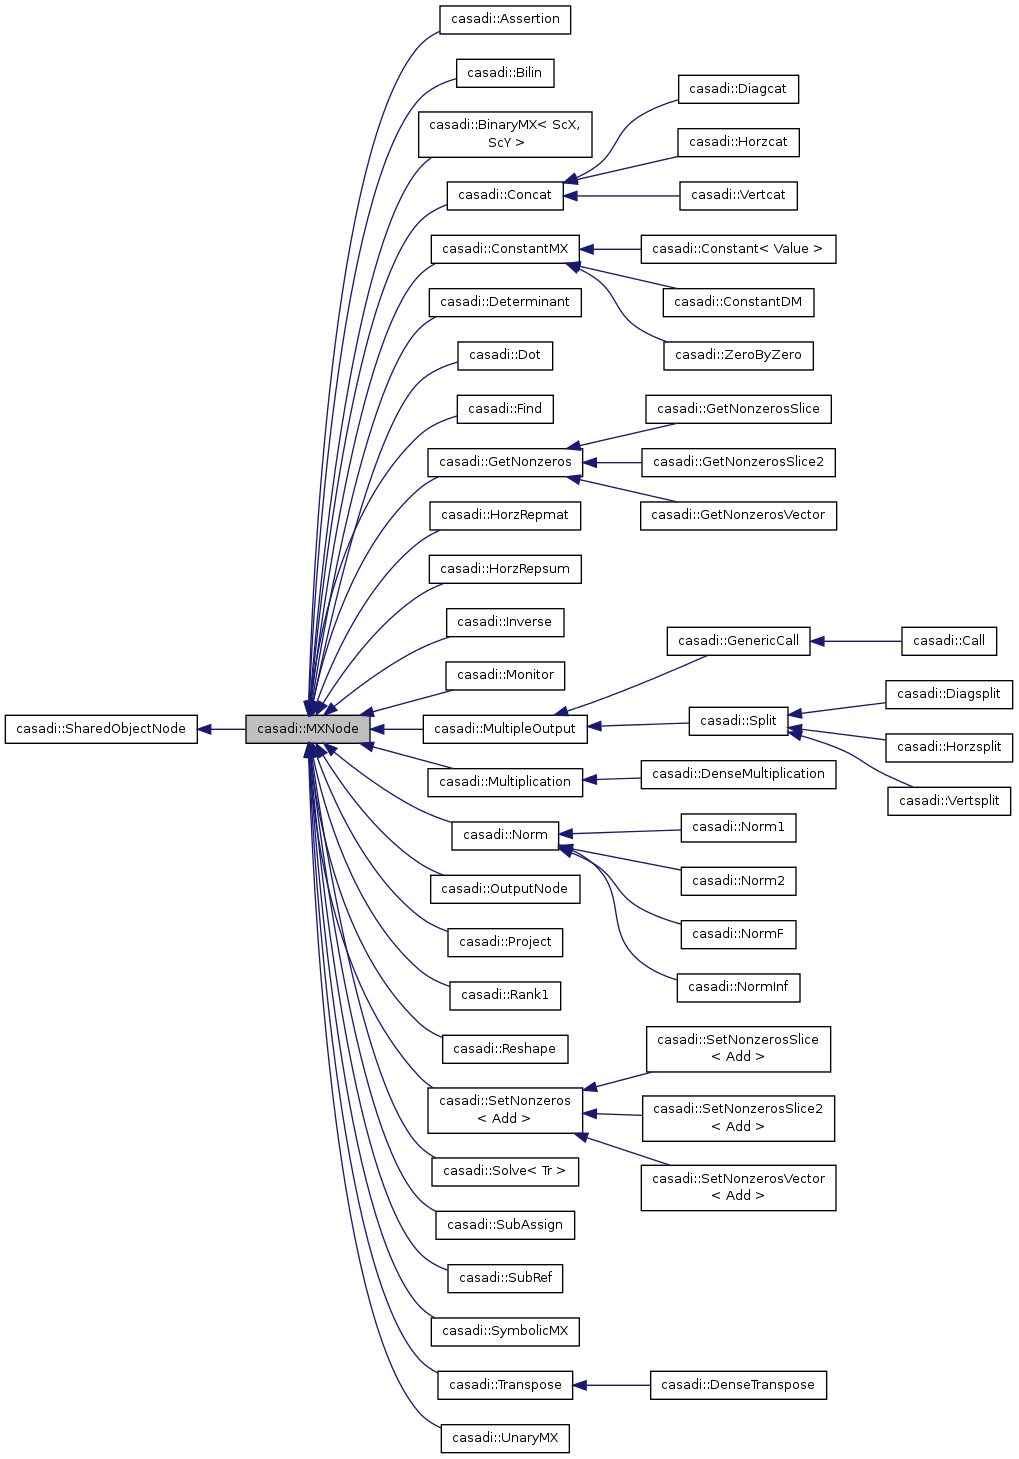 casadi::Assertion
casadi::Bilin
casadi::BinaryMX< ScX,
ScY >
casadi::Concat
casadi::Diagcat
casadi::Horzcat
casadi::Vertcat
casadi::ConstantMX
casadi::Constant< Value >
casadi::ConstantDM
casadi::ZeroByZero
casadi::Determinant
casadi::Dot
casadi::Find
casadi::GetNonzeros
casadi::GetNonzerosSlice
casadi::GetNonzerosSlice2
casadi::GetNonzerosVector
casadi::HorzRepmat
casadi::HorzRepsum
casadi::Inverse
casadi::Monitor
casadi::SharedObjectNode
casadi::MXNode
casadi::MultipleOutput
casadi::GenericCall
casadi::Call
casadi::Split
casadi::Diagsplit
casadi::Horzsplit
casadi::Vertsplit
casadi::Multiplication
casadi::DenseMultiplication
casadi::Norm
casadi::Norm1
casadi::Norm2
casadi::NormF
casadi::NormInf
casadi::OutputNode
casadi::Project
casadi::Rank1
casadi::Reshape
casadi::SetNonzeros
< Add >
casadi::SetNonzerosSlice
< Add >
casadi::SetNonzerosSlice2
< Add >
casadi::SetNonzerosVector
< Add >
casadi::Solve< Tr >
casadi::SubAssign
casadi::SubRef
casadi::SymbolicMX
casadi::Transpose
casadi::DenseTranspose
casadi::UnaryMX